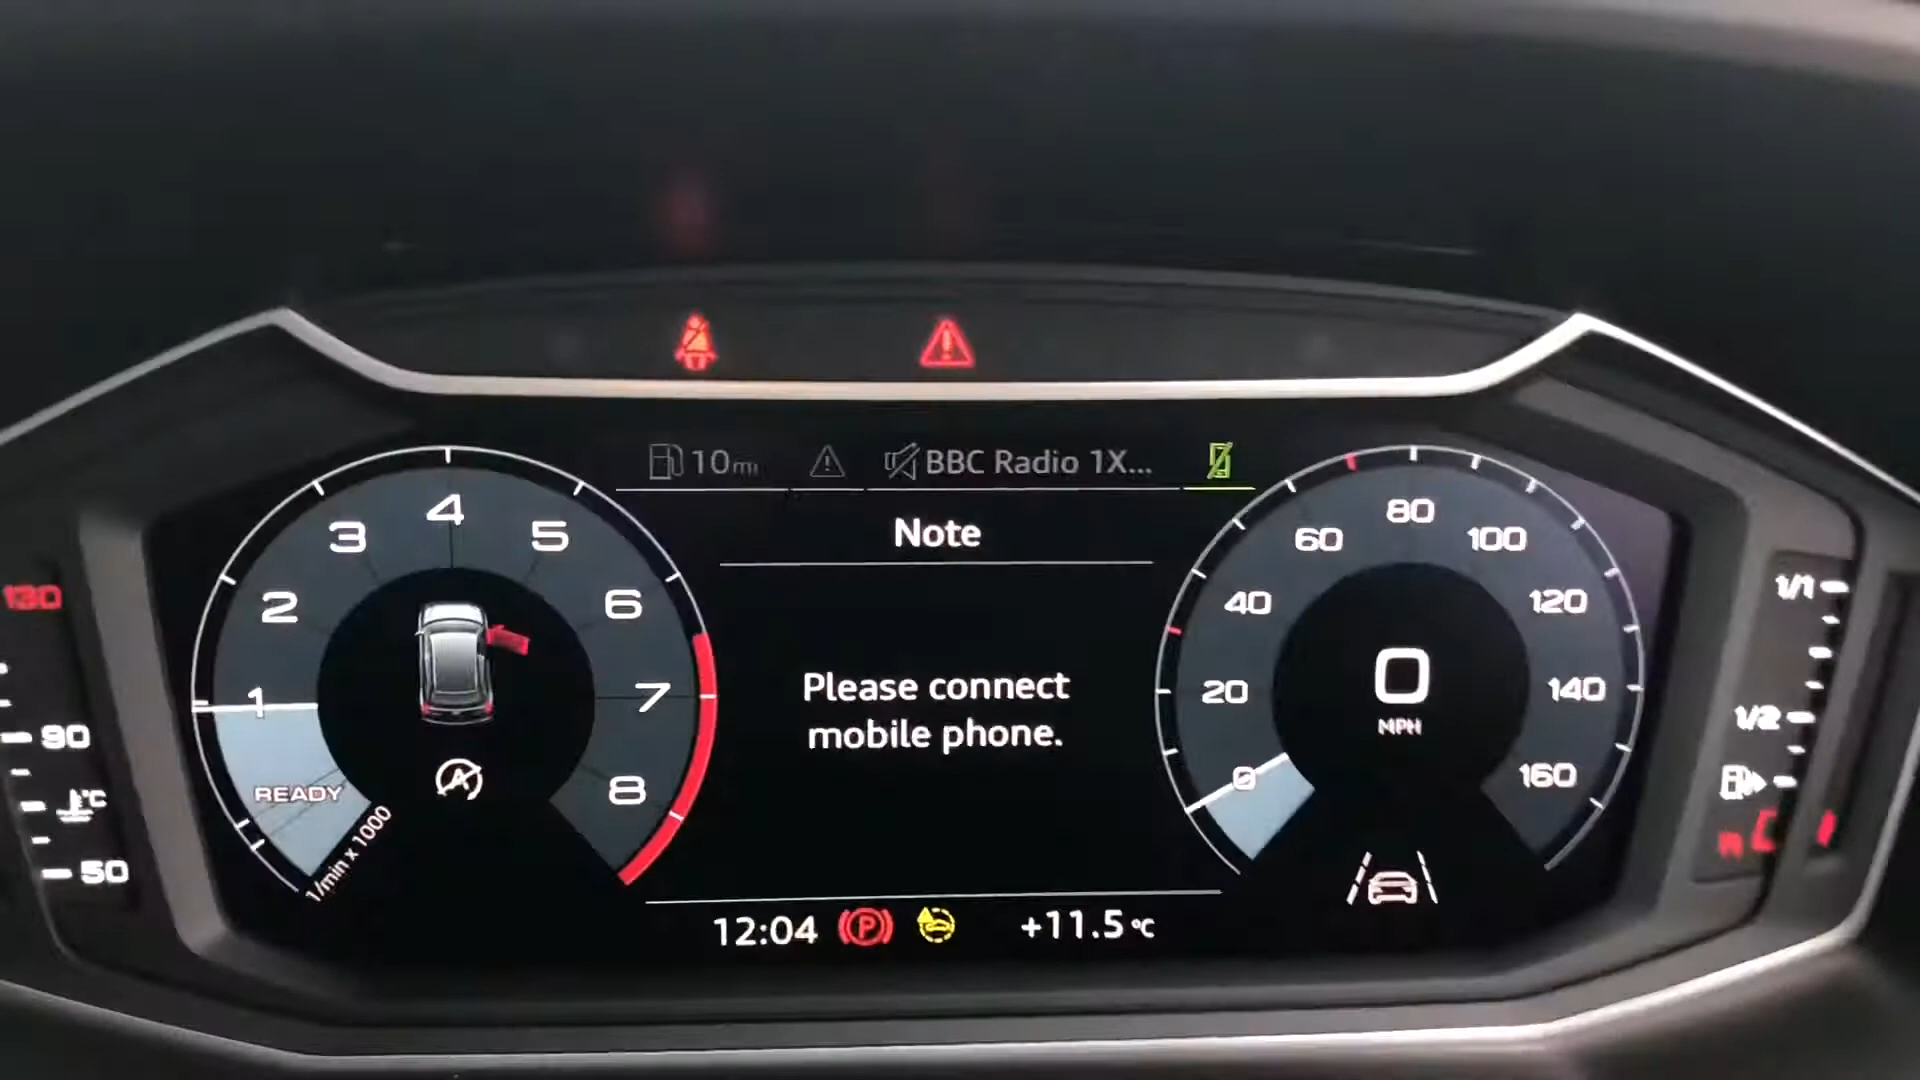 10 mi
BBC Radio 1X...
Note
Please connect
mobile phone.
12:04
+11.5 °C
1
2
3
4
5
6
7
8
READY
1/min x 1000
0
20
40
60
80
100
120
140
160
0
MPH
130
90
°C
50
1/1
1/2